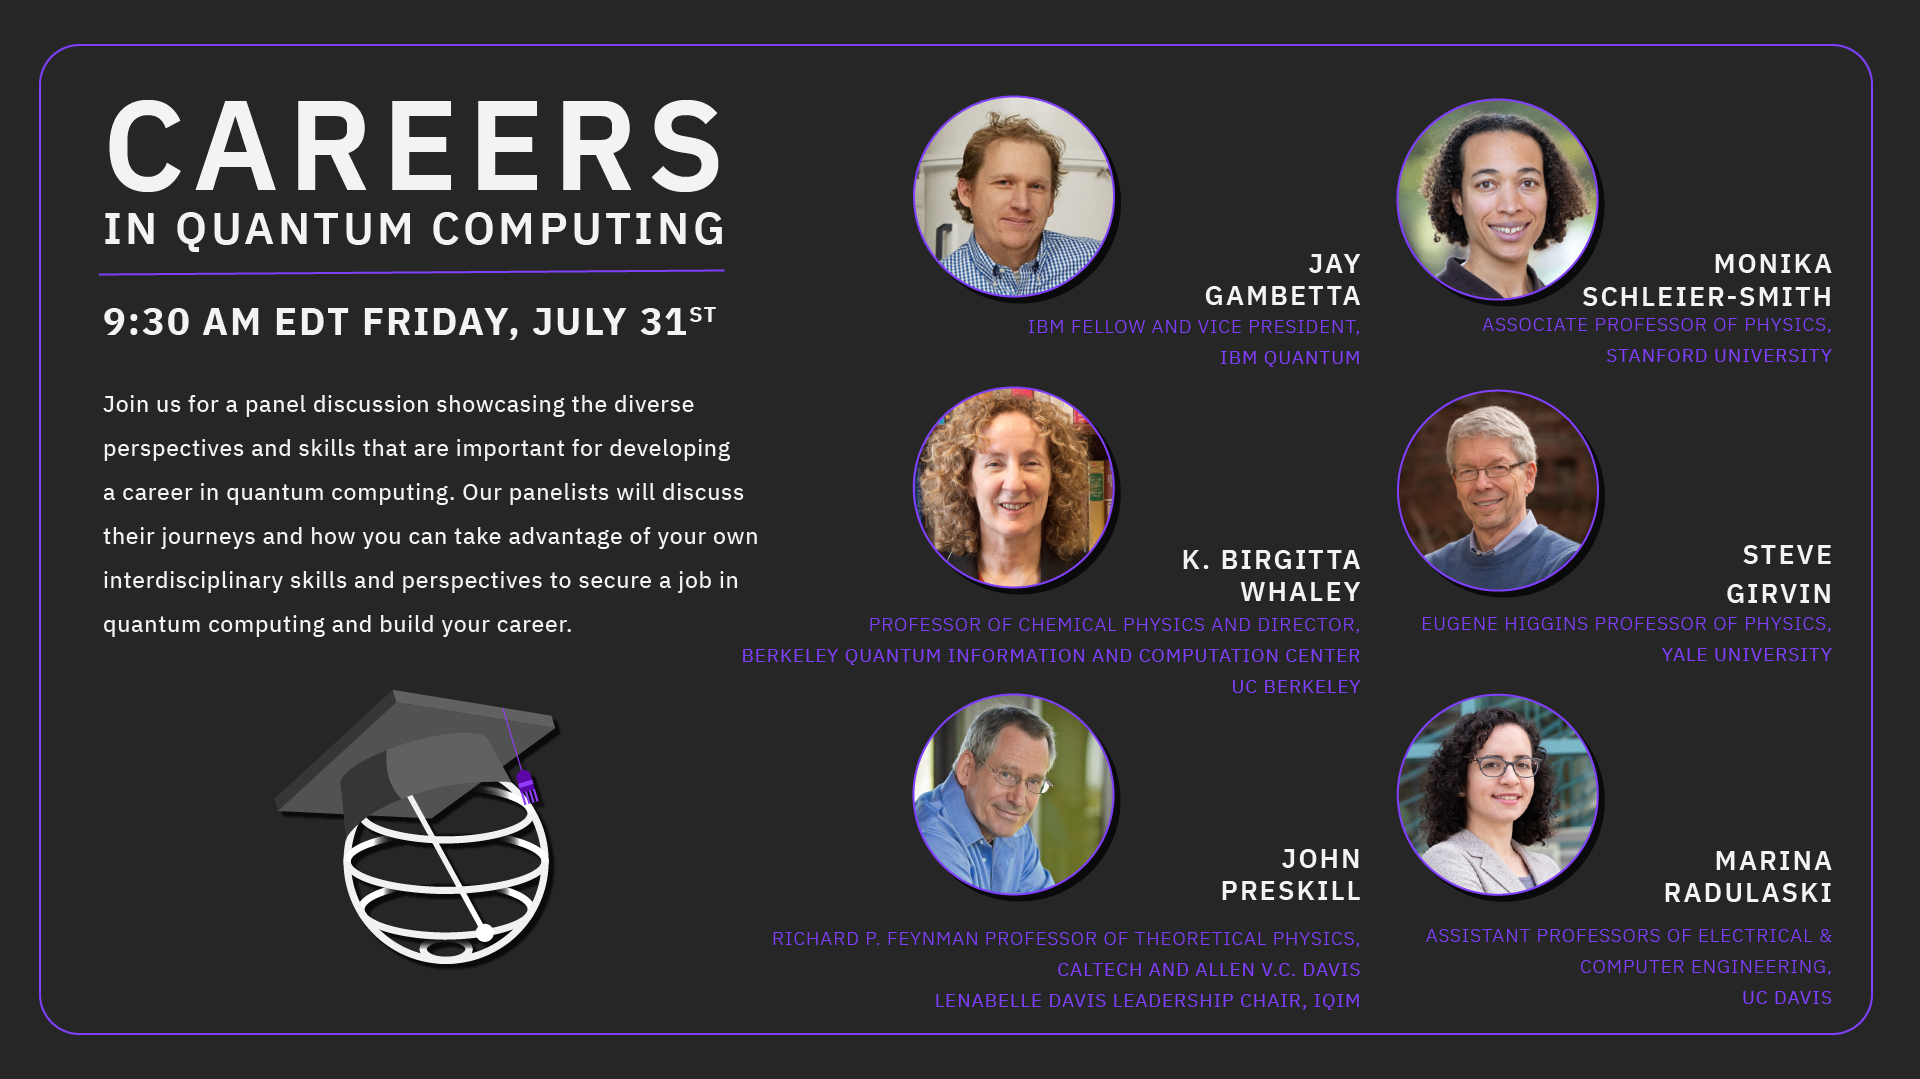 CAREERS
IN QUANTUM COMPUTING
9:30 AM EDT FRIDAY, JULY 31ST
Join us for a panel discussion showcasing the diverse
perspectives and skills that are important for developing
a career in quantum computing. Our panelists will discuss
their journeys and how you can take advantage of your own
interdisciplinary skills and perspectives to secure a job in
quantum computing and build your career.
JAY
GAMBETTA
IBM FELLOW AND VICE PRESIDENT,
IBM QUANTUM
MONIKA
SCHLEIER-SMITH
ASSOCIATE PROFESSOR OF PHYSICS,
STANFORD UNIVERSITY
K. BIRGITTA
WHALEY
PROFESSOR OF CHEMICAL PHYSICS AND DIRECTOR,
BERKELEY QUANTUM INFORMATION AND COMPUTATION CENTER
UC BERKELEY
STEVE
GIRVIN
EUGENE HIGGINS PROFESSOR OF PHYSICS,
YALE UNIVERSITY
JOHN
PRESKILL
RICHARD P. FEYNMAN PROFESSOR OF THEORETICAL PHYSICS,
CALTECH AND ALLEN V.C. DAVIS
LENABELLE DAVIS LEADERSHIP CHAIR, IQIM
MARINA
RADULASKI
ASSISTANT PROFESSORS OF ELECTRICAL &
COMPUTER ENGINEERING,
UC DAVIS